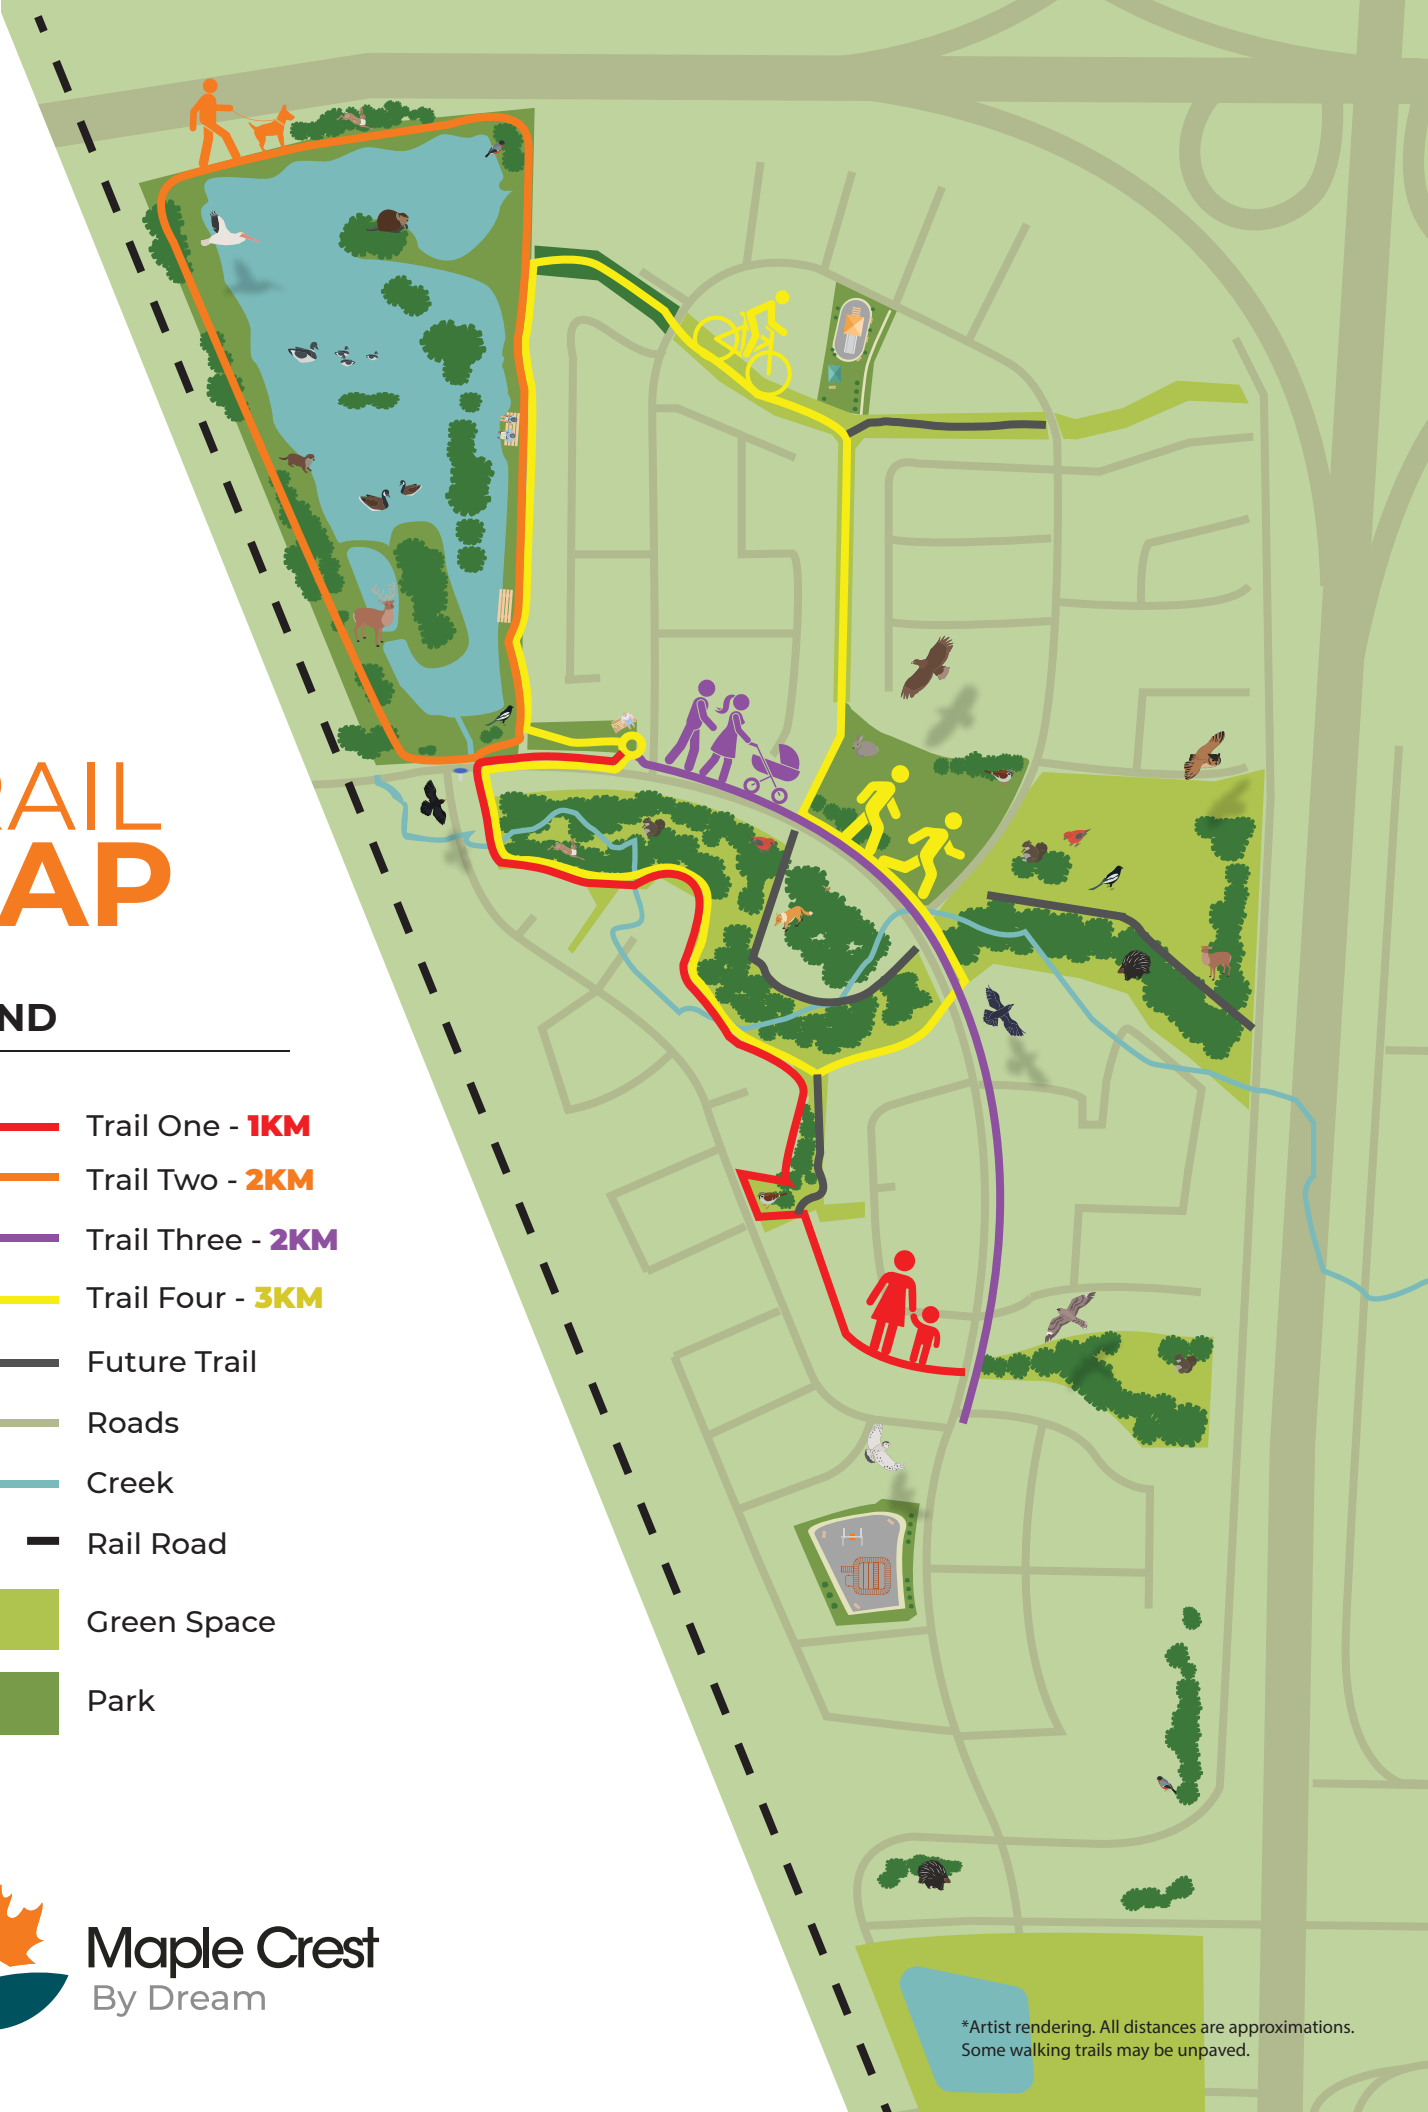 RAIL
AP
ND
Trail One - 1KM
Trail Two - 2KM
Trail Three - 2KM
Trail Four - 3KM
Future Trail
Roads
Creek
Rail Road
Green Space
Park
Maple Crest
By Dream
*Artist rendering. All distances are approximations.
Some walking trails may be unpaved.